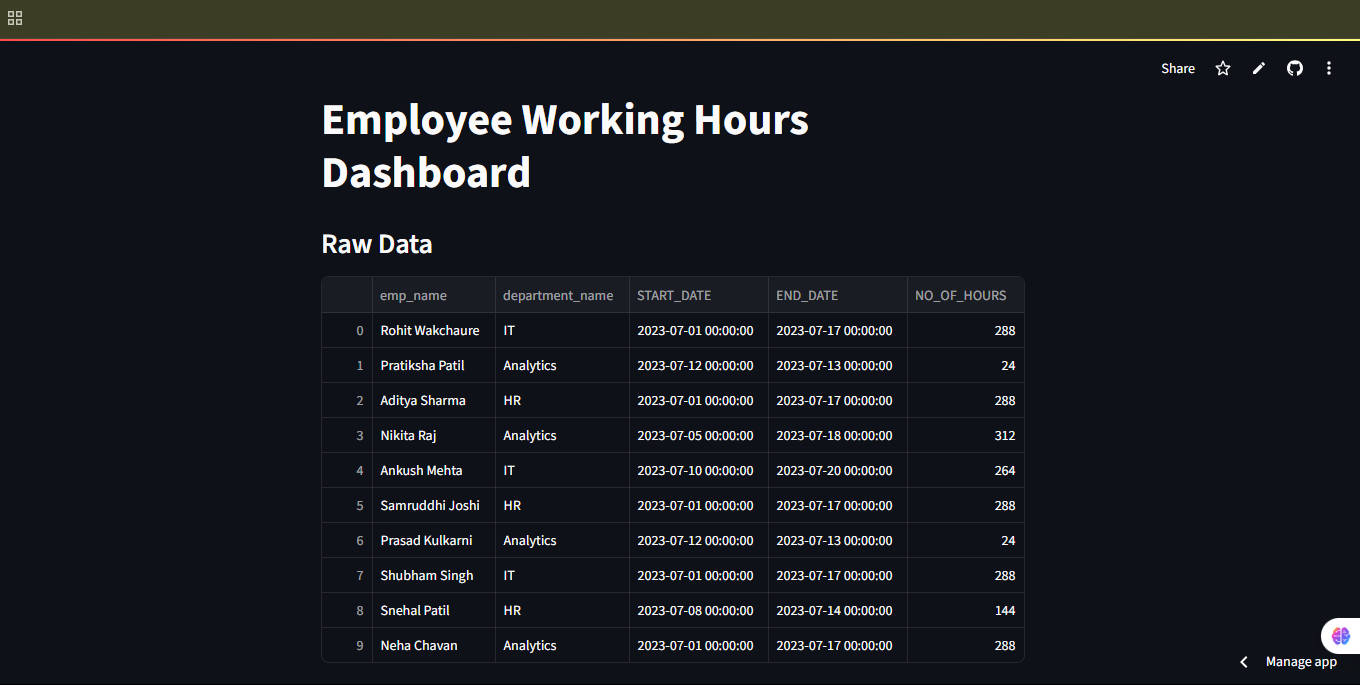 Share
Employee Working Hours
Dashboard
Raw Data
emp_name department_name START_DATE END_DATE NO_OF_HOURS
0 Rohit Wakchaure IT 2023-07-01 00:00:00 2023-07-17 00:00:00 288
1 Pratiksha Patil Analytics 2023-07-12 00:00:00 2023-07-13 00:00:00 24
2 Aditya Sharma HR 2023-07-01 00:00:00 2023-07-17 00:00:00 288
3 Nikita Raj Analytics 2023-07-05 00:00:00 2023-07-18 00:00:00 312
4 Ankush Mehta IT 2023-07-10 00:00:00 2023-07-20 00:00:00 264
5 Samruddhi Joshi HR 2023-07-01 00:00:00 2023-07-17 00:00:00 288
6 Prasad Kulkarni Analytics 2023-07-12 00:00:00 2023-07-13 00:00:00 24
7 Shubham Singh IT 2023-07-01 00:00:00 2023-07-17 00:00:00 288
8 Snehal Patil HR 2023-07-08 00:00:00 2023-07-14 00:00:00 144
9 Neha Chavan Analytics 2023-07-01 00:00:00 2023-07-17 00:00:00 288
Manage app